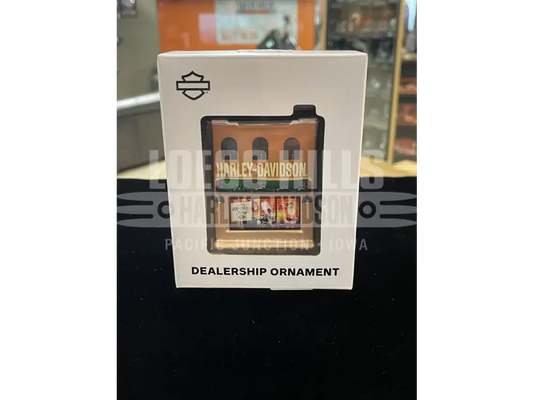 HARLEY-DAVIDSON
LOESS HILLS
HARLEY-DAVIDSON
PACIFIC JUNCTION · IOWA
DEALERSHIP ORNAMENT